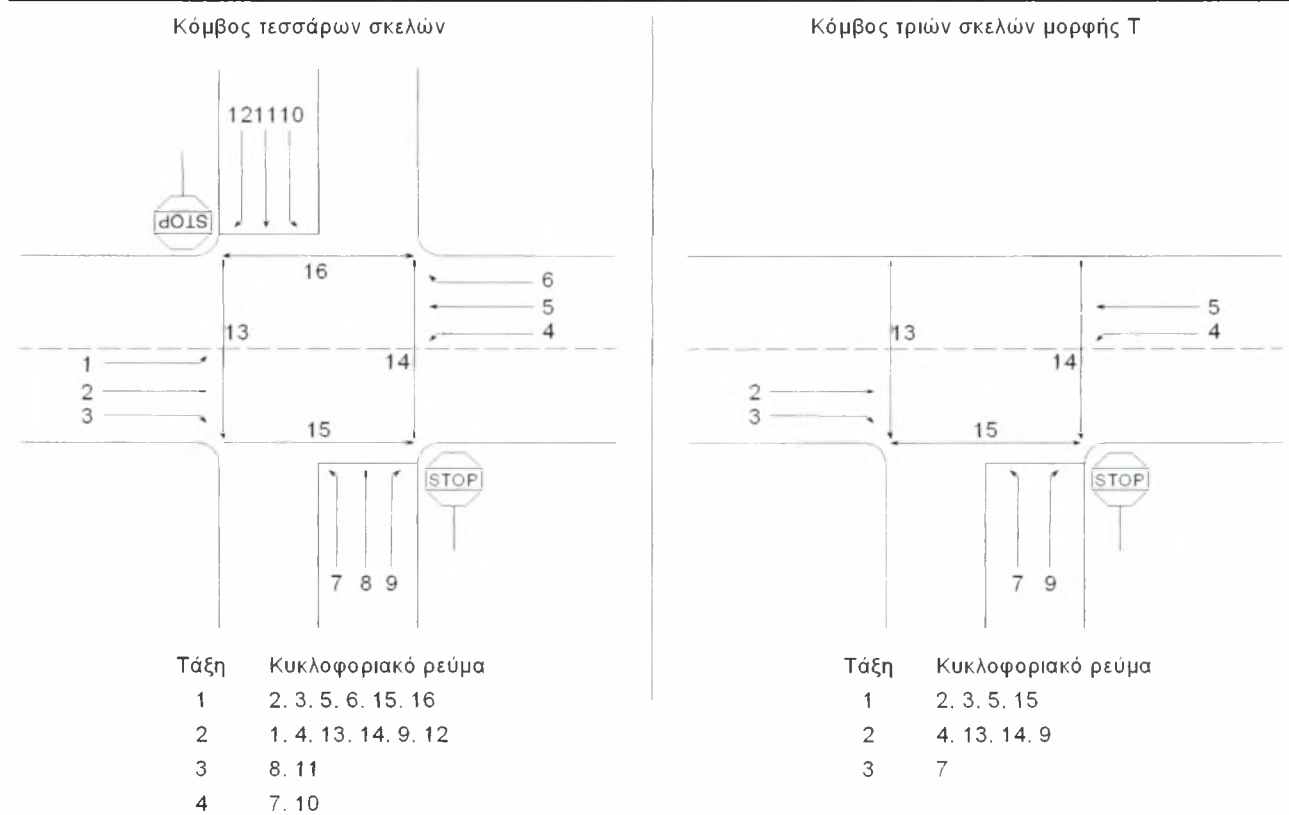 Κόμβος τεσσάρων σκελών
121110
STOP
16
6
5
4
13
14
1
2
3
15
STOP
7 8 9
Τάξη Κυκλοφοριακό ρεύμα
1 2. 3. 5. 6. 15. 16
2 1. 4. 13. 14. 9. 12
3 8. 11
4 7. 10
Κόμβος τριών σκελών μορφής Τ
5
4
13
14
2
3
15
STOP
7 9
Τάξη Κυκλοφοριακό ρεύμα
1 2. 3. 5. 15
2 4. 13. 14. 9
3 7